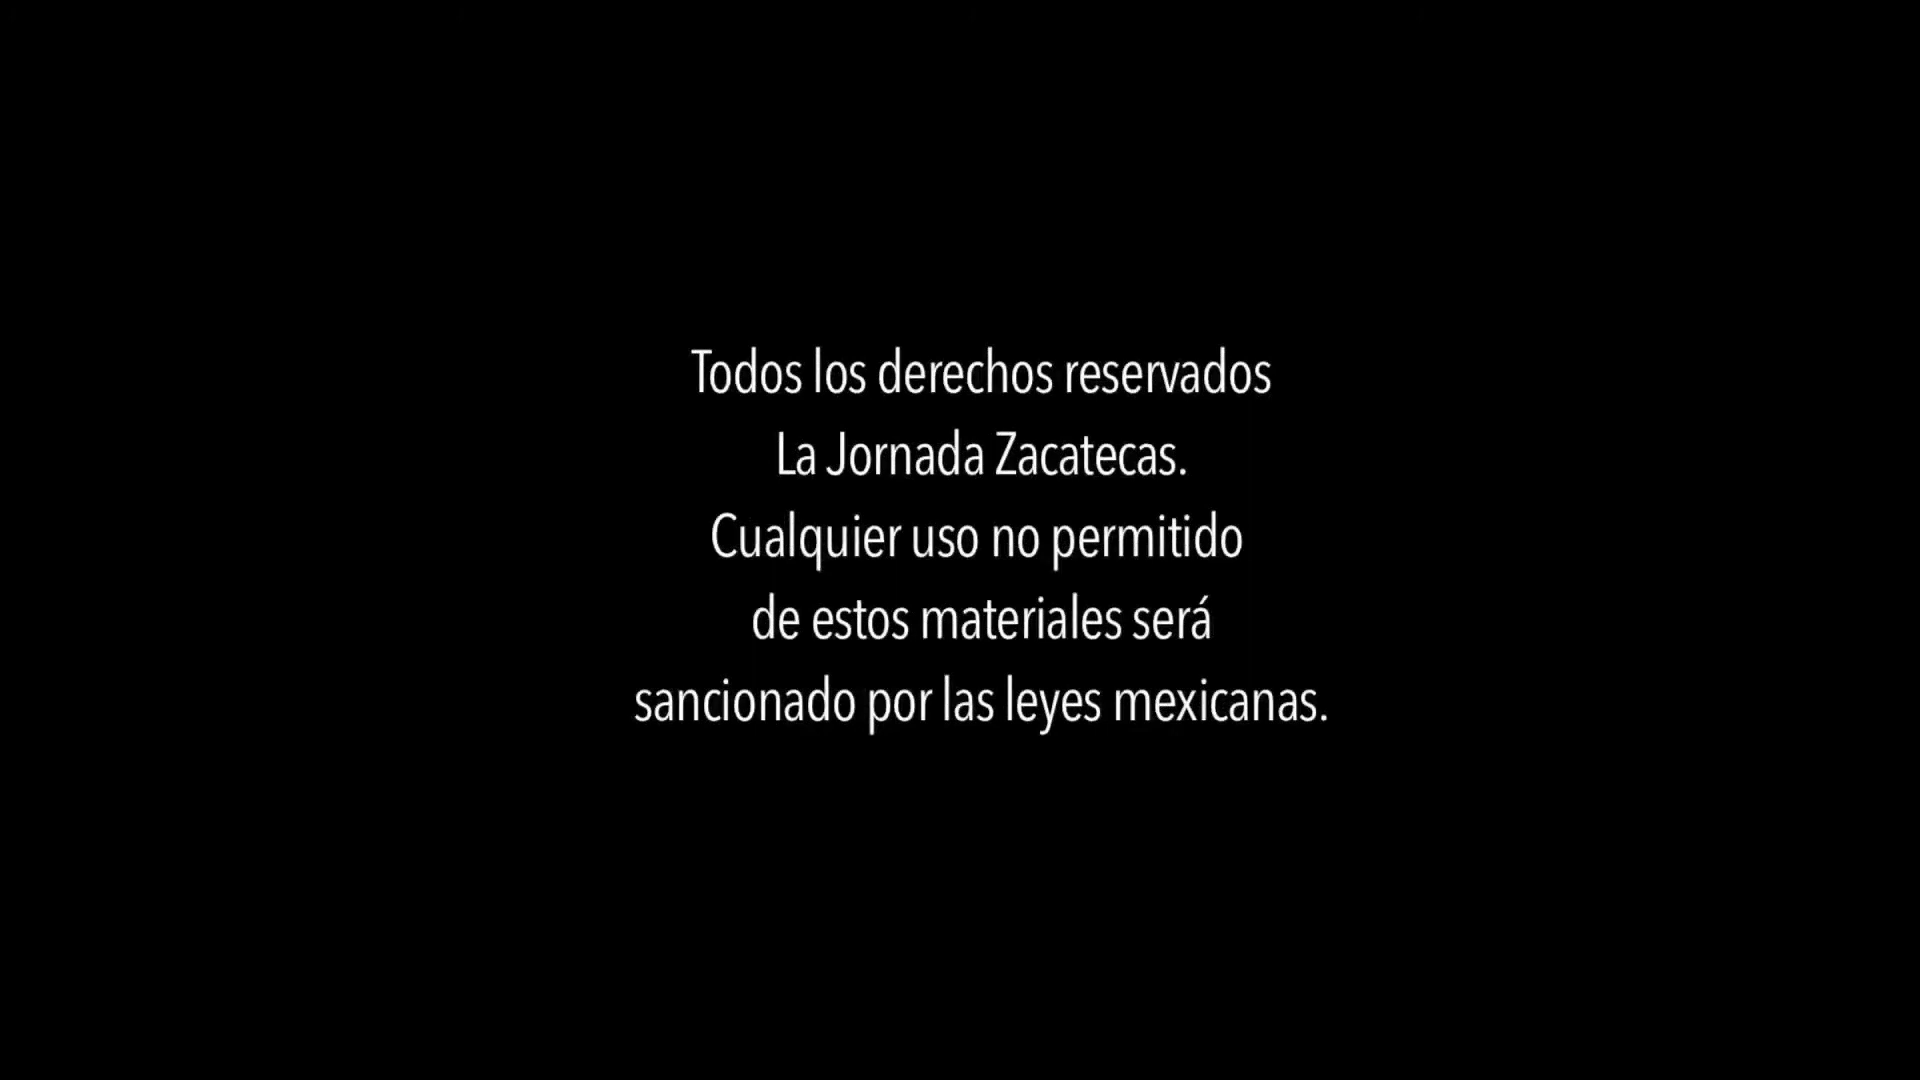 Todos los derechos reservados
La Jornada Zacatecas.
Cualquier uso no permitido
de estos materiales será
sancionado por las leyes mexicanas.